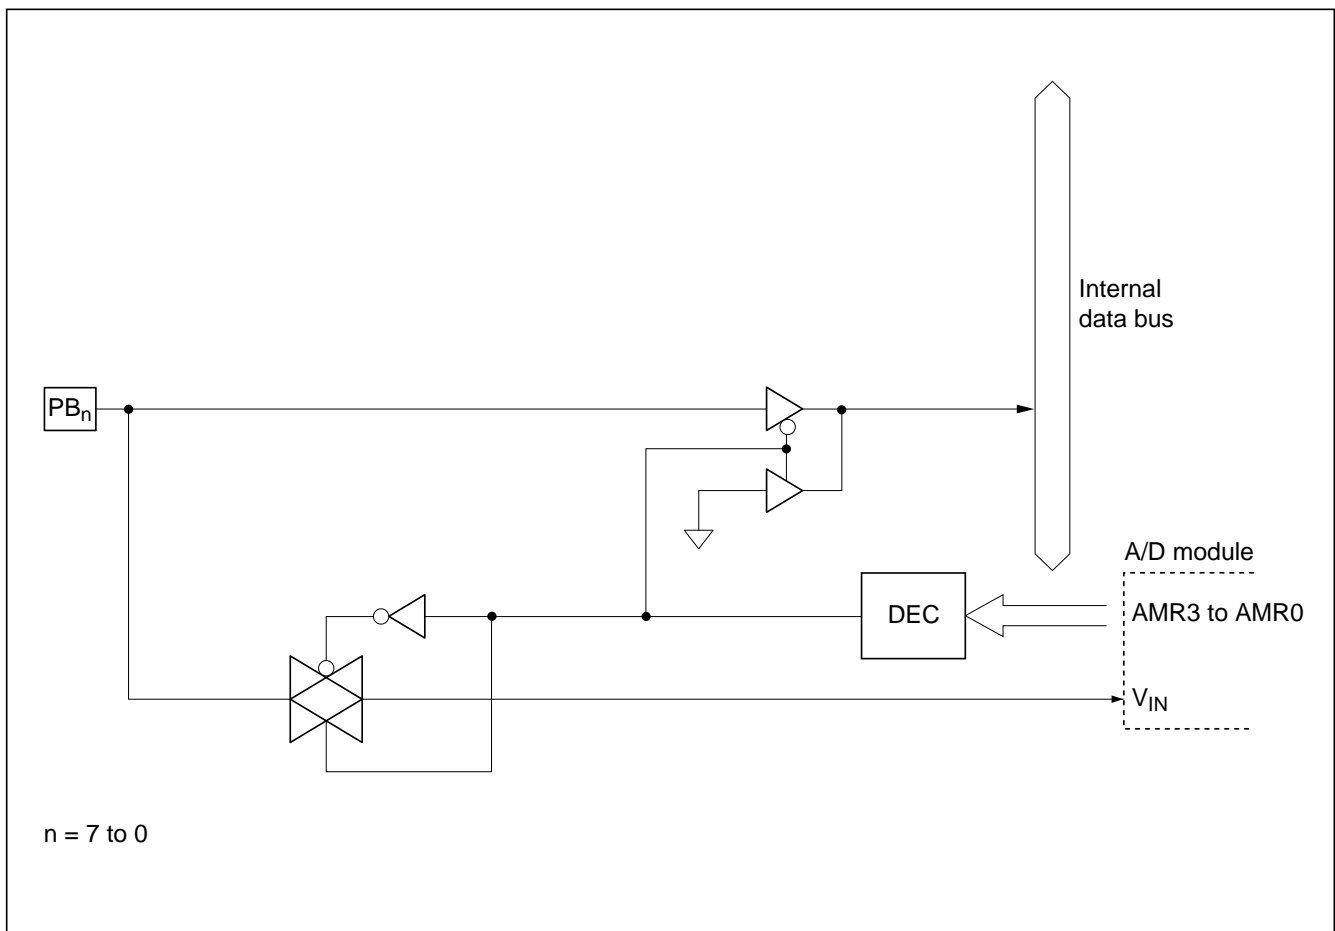 Internal
data bus
PBn
A/D module
DEC
AMR3 to AMR0
VIN
n = 7 to 0